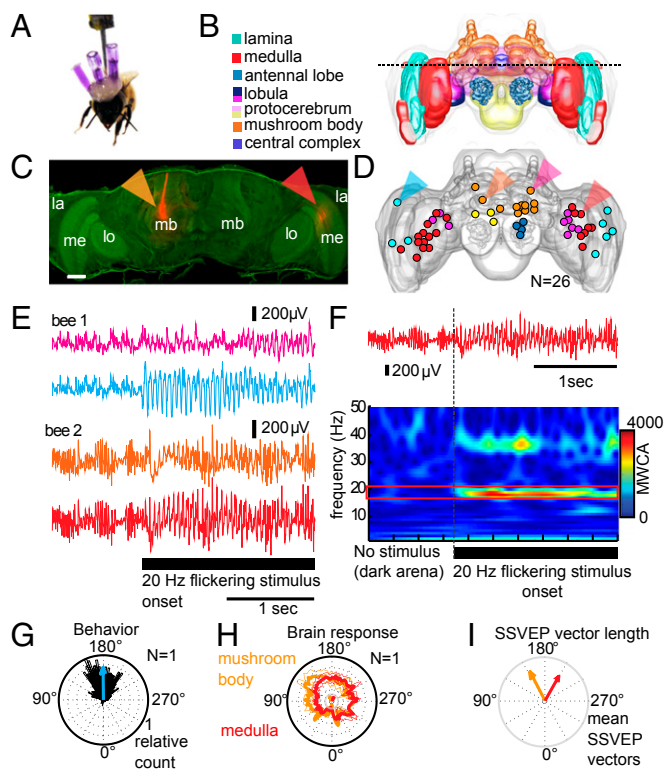 A
B
lamina
medulla
antennal lobe
lobula
protocerebrum
mushroom body
central complex
C
la
me
lo
mb
mb
lo
la
me
D
N=26
E
bee 1
200µV
bee 2
200µV
20 Hz flickering stimulus
onset
1 sec
F
200 µV
1sec
50
40
30
20
10
frequency (Hz)
4000
MWCA
0
No stimulus
(dark arena)
20 Hz flickering stimulus
onset
G
Behavior
180°
N=1
90°
270°
1
relative
count
0°
H
Brain response
180°
N=1
mushroom
body
90°
270°
medulla
0°
I
SSVEP vector length
180°
90°
270°
mean
SSVEP
vectors
0°